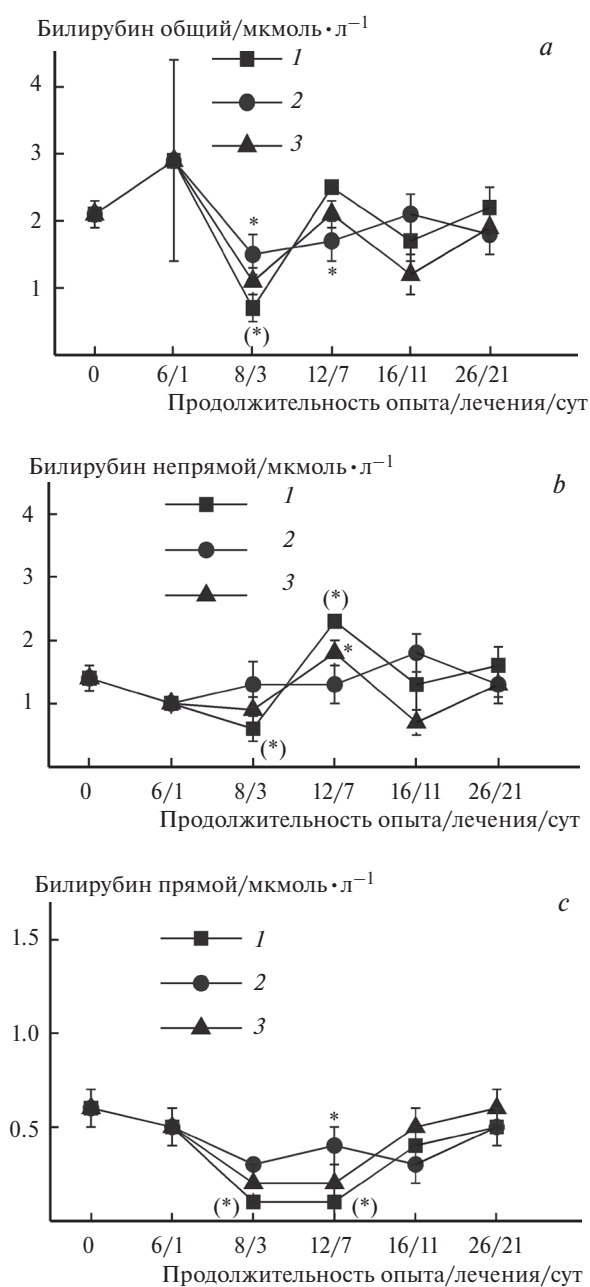 Билирубин общий/мкмоль•л⁻¹
a
1
2
3
4
3
2
1
*
*
(*)
0 6/1 8/3 12/7 16/11 26/21
Продолжительность опыта/лечения/сут
Билирубин непрямой/мкмоль•л⁻¹
b
1
2
3
4
3
2
1
(*)
*
(*)
0 6/1 8/3 12/7 16/11 26/21
Продолжительность опыта/лечения/сут
Билирубин прямой/мкмоль•л⁻¹
c
1
2
3
1.5
1.0
0.5
*
(*) (*)
0 6/1 8/3 12/7 16/11 26/21
Продолжительность опыта/лечения/сут